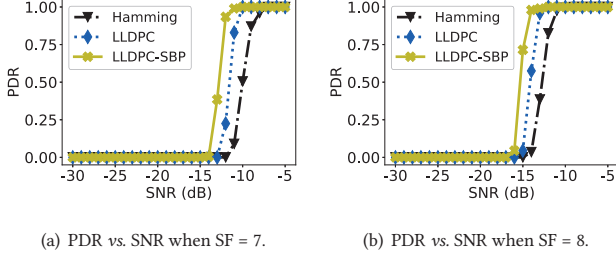 1.00
0.75
0.50
0.25
0.00
PDR
Hamming
LLDPC
LLDPC-SBP
-30 -25 -20 -15 -10 -5
SNR (dB)
(a) PDR vs. SNR when SF = 7.
1.00
0.75
0.50
0.25
0.00
PDR
Hamming
LLDPC
LLDPC-SBP
-30 -25 -20 -15 -10 -5
SNR (dB)
(b) PDR vs. SNR when SF = 8.